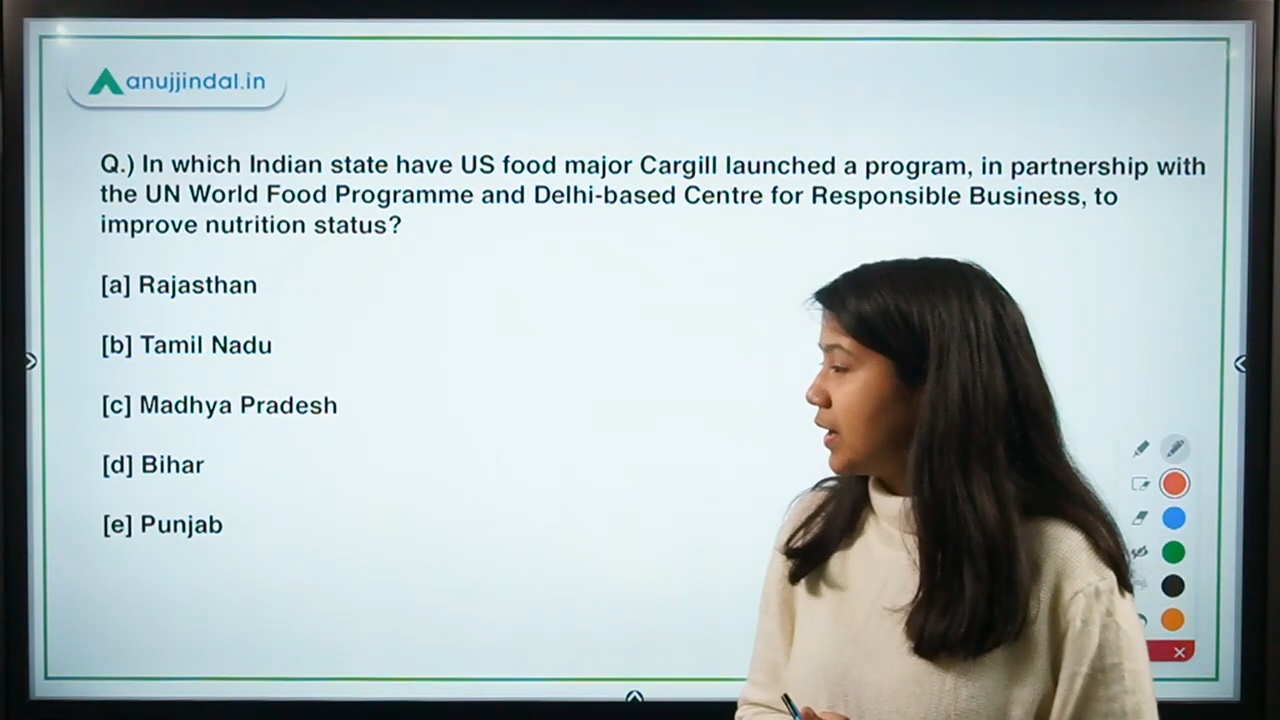 anujjindal.in
Q.) In which Indian state have US food major Cargill launched a program, in partnership with
the UN World Food Programme and Delhi-based Centre for Responsible Business, to
improve nutrition status?
[a] Rajasthan
[b] Tamil Nadu
[c] Madhya Pradesh
[d] Bihar
[e] Punjab